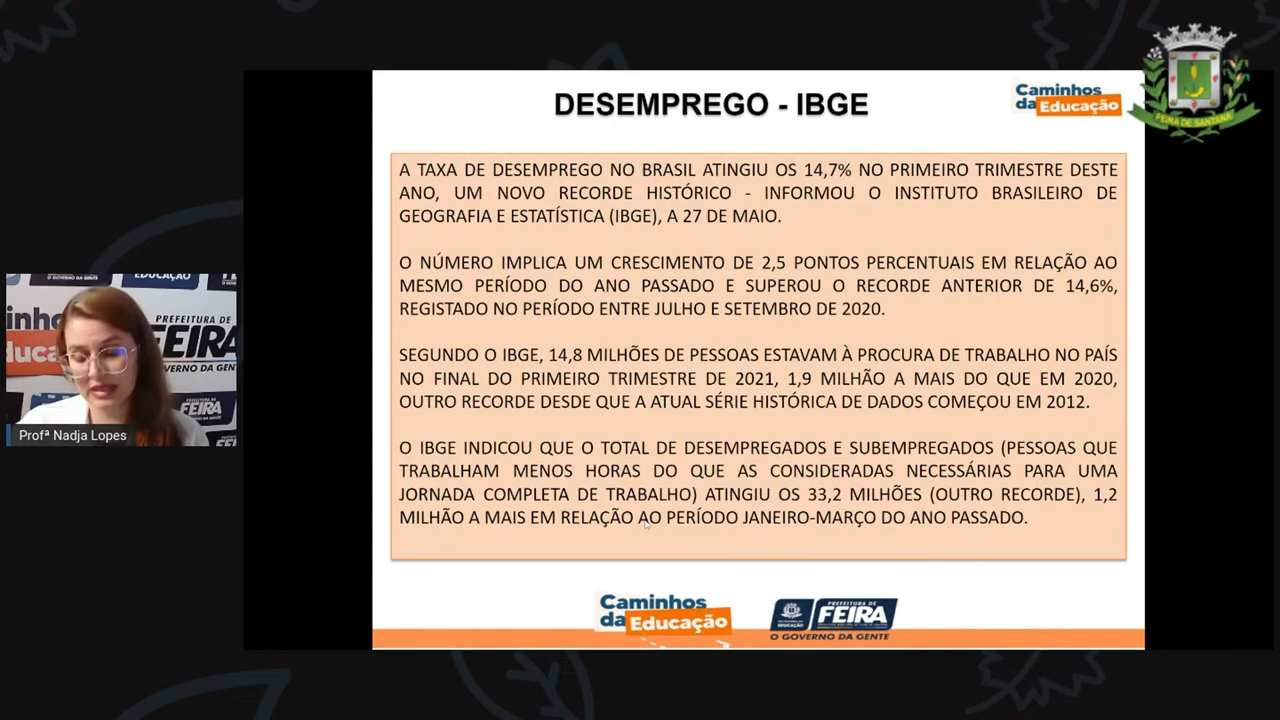 DESEMPREGO - IBGE
Caminhos
da Educação
FEIRA DE SANTANA
A TAXA DE DESEMPREGO NO BRASIL ATINGIU OS 14,7% NO PRIMEIRO TRIMESTRE DESTE
ANO, UM NOVO RECORDE HISTÓRICO - INFORMOU O INSTITUTO BRASILEIRO DE
GEOGRAFIA E ESTATÍSTICA (IBGE), A 27 DE MAIO.
O NÚMERO IMPLICA UM CRESCIMENTO DE 2,5 PONTOS PERCENTUAIS EM RELAÇÃO AO
MESMO PERÍODO DO ANO PASSADO E SUPEROU O RECORDE ANTERIOR DE 14,6%,
REGISTADO NO PERÍODO ENTRE JULHO E SETEMBRO DE 2020.
SEGUNDO O IBGE, 14,8 MILHÕES DE PESSOAS ESTAVAM À PROCURA DE TRABALHO NO PAÍS
NO FINAL DO PRIMEIRO TRIMESTRE DE 2021, 1,9 MILHÃO A MAIS DO QUE EM 2020,
OUTRO RECORDE DESDE QUE A ATUAL SÉRIE HISTÓRICA DE DADOS COMEÇOU EM 2012.
O IBGE INDICOU QUE O TOTAL DE DESEMPREGADOS E SUBEMPREGADOS (PESSOAS QUE
TRABALHAM MENOS HORAS DO QUE AS CONSIDERADAS NECESSÁRIAS PARA UMA
JORNADA COMPLETA DE TRABALHO) ATINGIU OS 33,2 MILHÕES (OUTRO RECORDE), 1,2
MILHÃO A MAIS EM RELAÇÃO AO PERÍODO JANEIRO-MARÇO DO ANO PASSADO.
EDUCAÇÃO
PREFEITURA DE
FEIRA
O GOVERNO DA GENTE
FEIRA
Profª Nadja Lopes
Caminhos
da Educação
PREFEITURA DE
FEIRA
EDUCAÇÃO
O GOVERNO DA GENTE